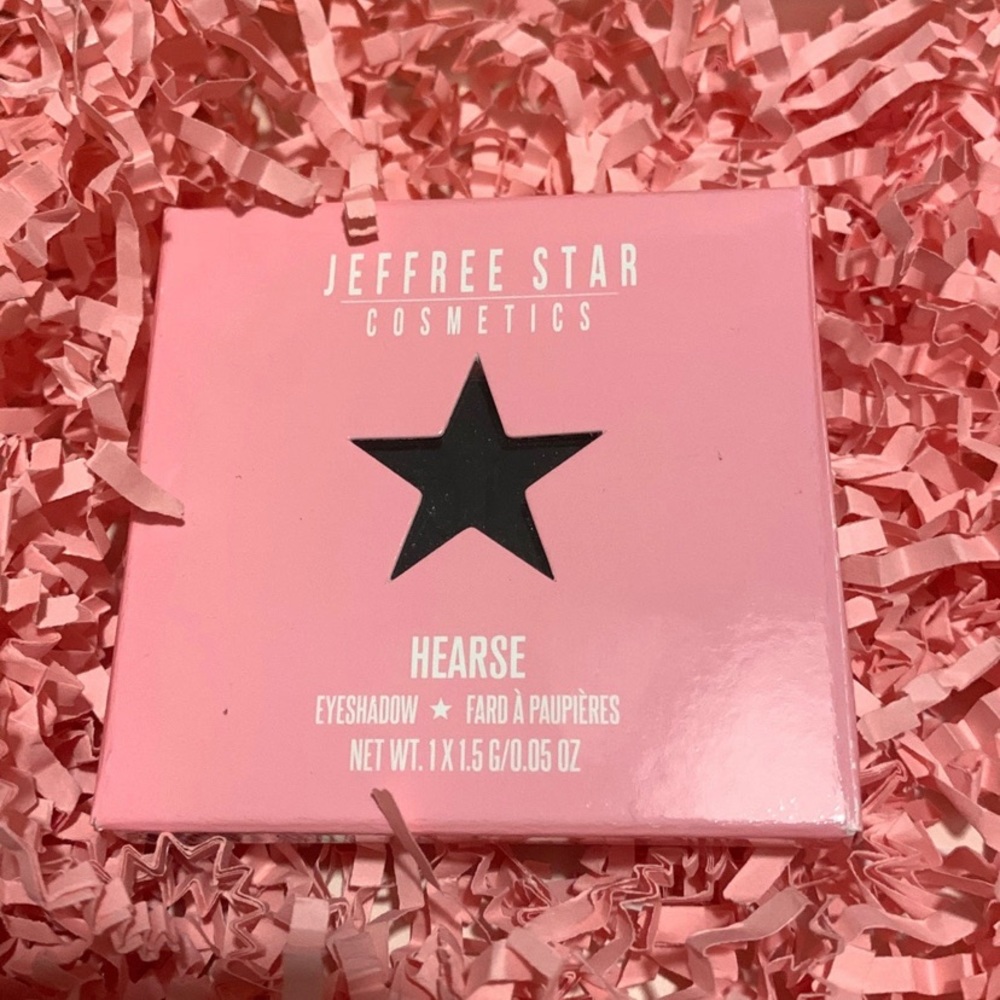 JEFFREE STAR
COSMETICS
HEARSE
EYESHADOW ★ FARD À PAUPIÈRES
NET WT. 1 X 1.5 G/0.05 OZ